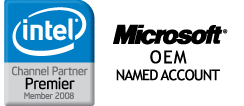 intel®
Channel Partner
Premier
Member 2008
Microsoft®
OEM
NAMED ACCOUNT